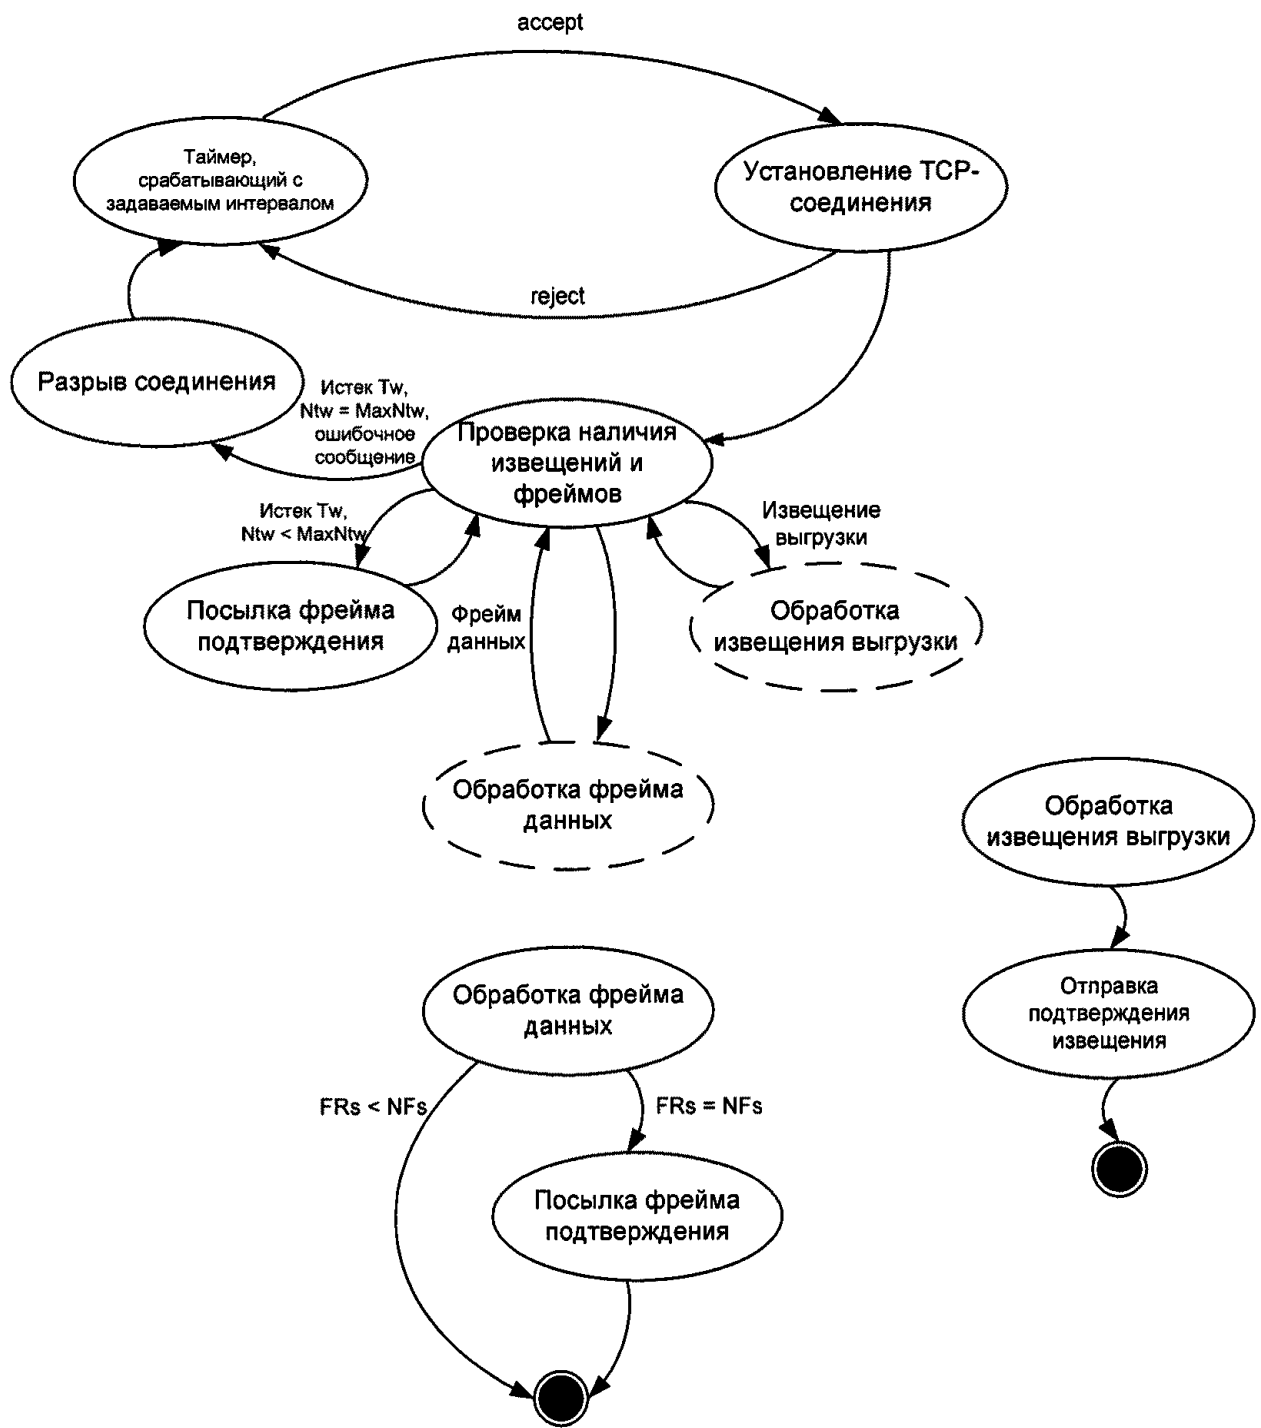 accept
Таймер,
срабатывающий с
задаваемым интервалом
Установление TCP-
соединения
reject
Разрыв соединения
Истек Tw,
Ntw = MaxNtw,
ошибочное
сообщение
Проверка наличия
извещений и
фреймов
Истек Tw,
Ntw < MaxNtw
Извещение
выгрузки
Посылка фрейма
подтверждения
Фрейм
данных
Обработка
извещения выгрузки
Обработка фрейма
данных
Обработка
извещения выгрузки
Отправка
подтверждения
извещения
Обработка фрейма
данных
FRs < NFs
FRs = NFs
Посылка фрейма
подтверждения